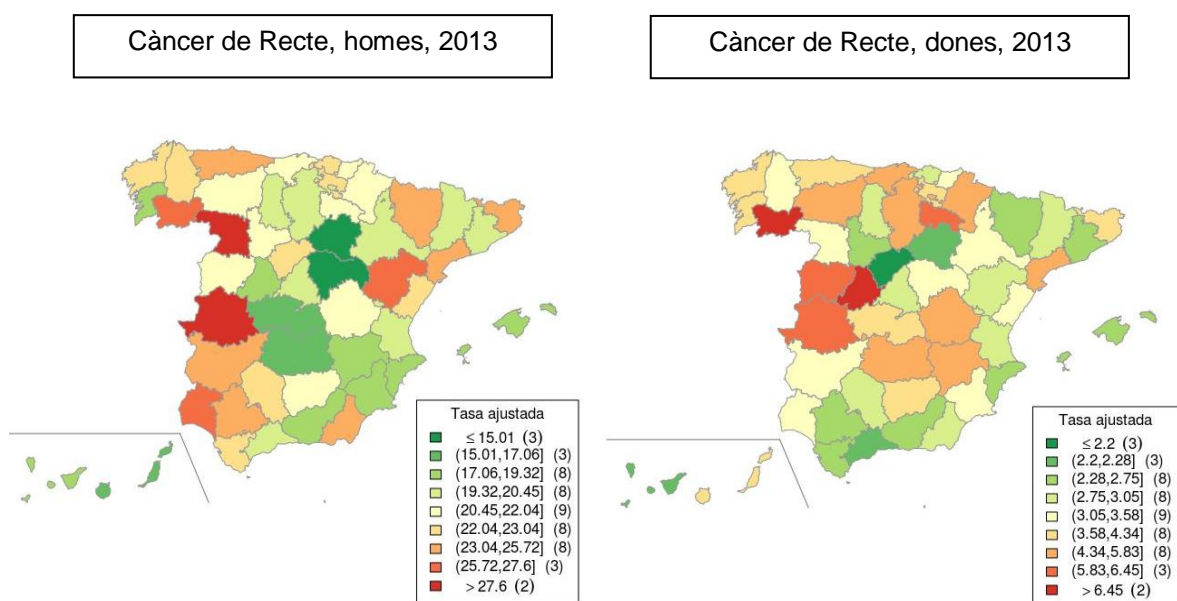 Càncer de Recte, homes, 2013
Càncer de Recte, dones, 2013
Tasa ajustada
≤ 15.01 (3)
(15.01,17.06] (3)
(17.06,19.32] (8)
(19.32,20.45] (8)
(20.45,22.04] (9)
(22.04,23.04] (8)
(23.04,25.72] (8)
(25.72,27.6] (3)
> 27.6 (2)
Tasa ajustada
≤ 2.2 (3)
(2.2,2.28] (3)
(2.28,2.75] (8)
(2.75,3.05] (8)
(3.05,3.58] (9)
(3.58,4.34] (8)
(4.34,5.83] (8)
(5.83,6.45] (3)
> 6.45 (2)